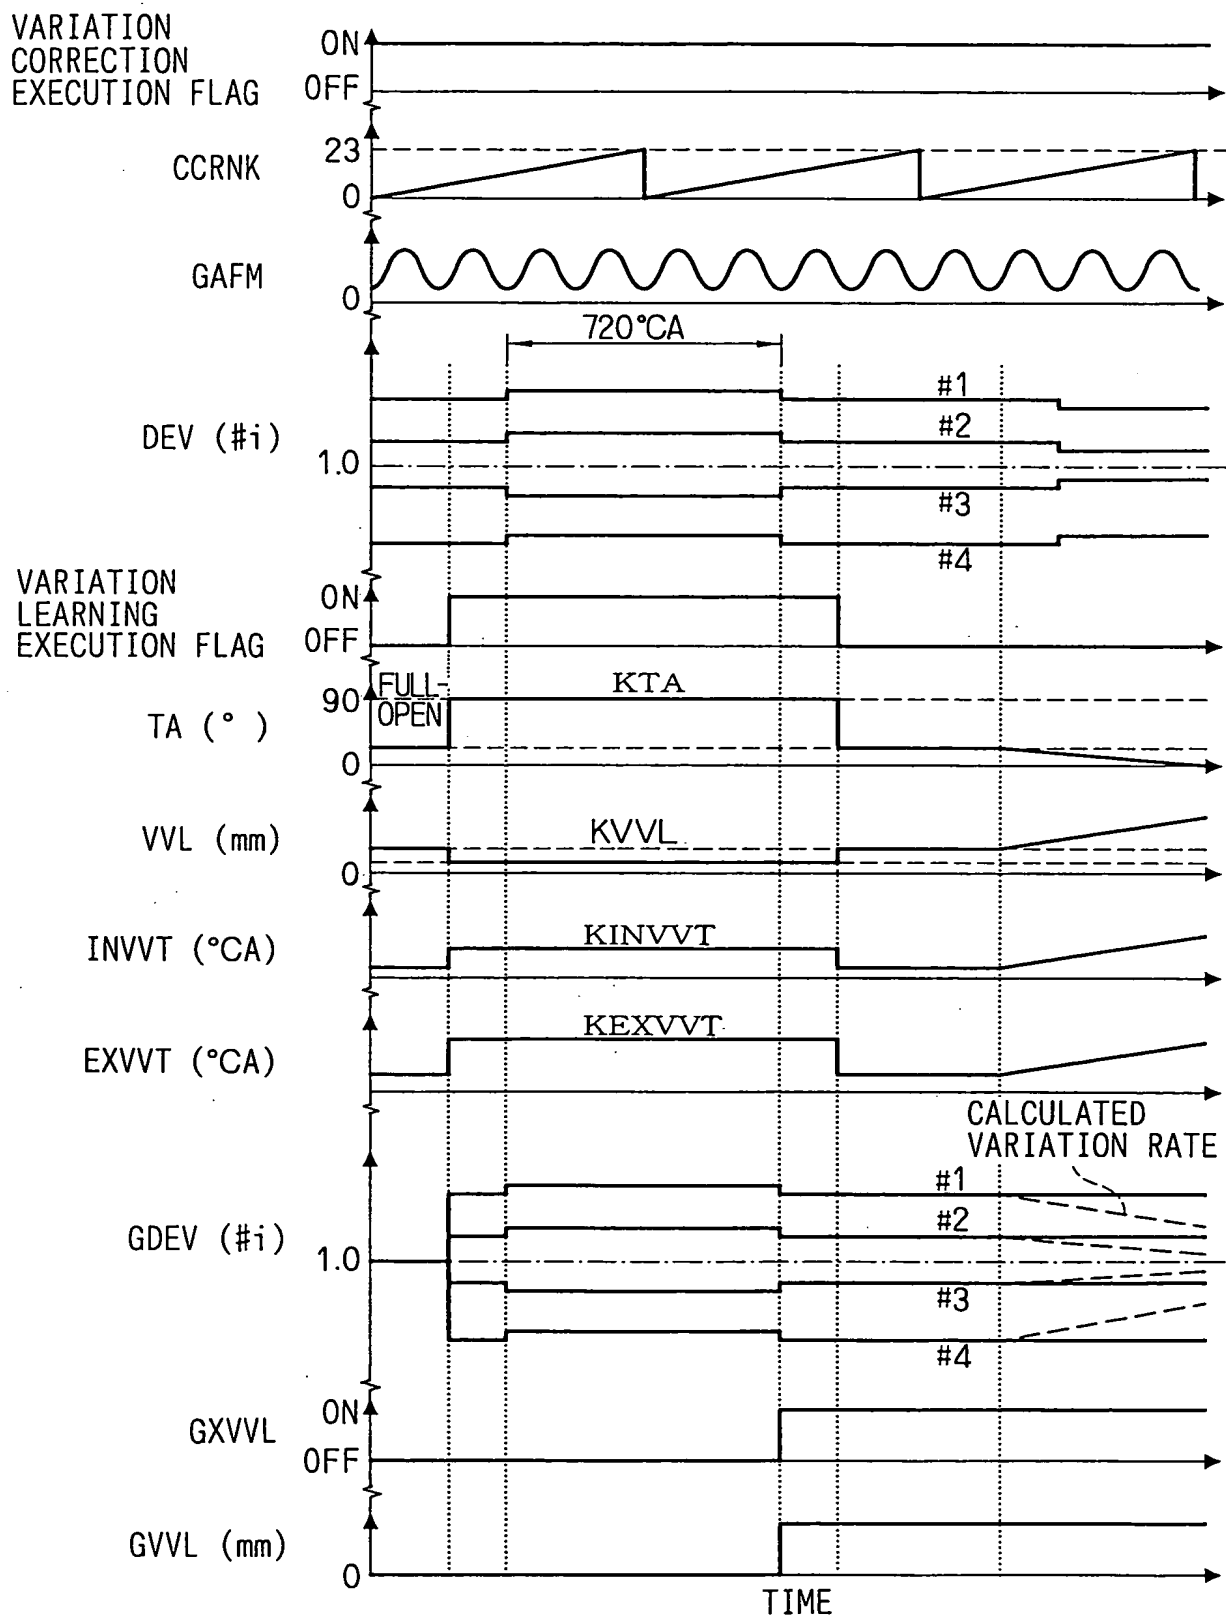 VARIATION
CORRECTION
EXECUTION FLAG
ON
OFF
CCRNK
23
0
GAFM
0
720°CA
DEV (#i)
1.0
#1
#2
#3
#4
VARIATION
LEARNING
EXECUTION FLAG
ON
OFF
TA (° )
90
0
FULL-
OPEN
KTA
VVL (mm)
0
KVVL
INVVT (°CA)
KINVVT
EXVVT (°CA)
KEXVVT
CALCULATED
VARIATION RATE
GDEV (#i)
1.0
#1
#2
#3
#4
GXVVL
ON
OFF
GVVL (mm)
0
TIME